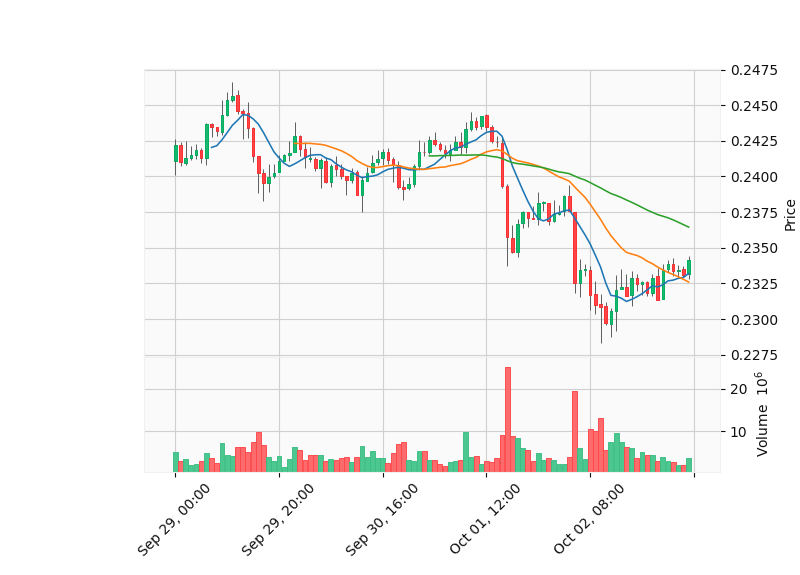 0.2475
0.2450
0.2425
0.2400
0.2375
0.2350
0.2325
0.2300
0.2275
Price
20
10
Volume 10^6
Sep 29, 00:00
Sep 29, 20:00
Sep 30, 16:00
Oct 01, 12:00
Oct 02, 08:00